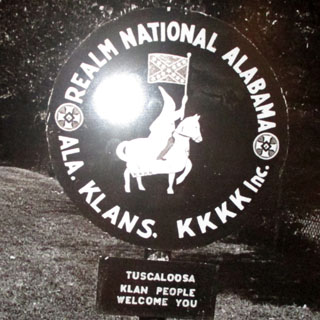 REALM NATIONAL ALABAMA
ALA. KLANS. KKKK Inc.
TUSCALOOSA
KLAN PEOPLE
WELCOME YOU